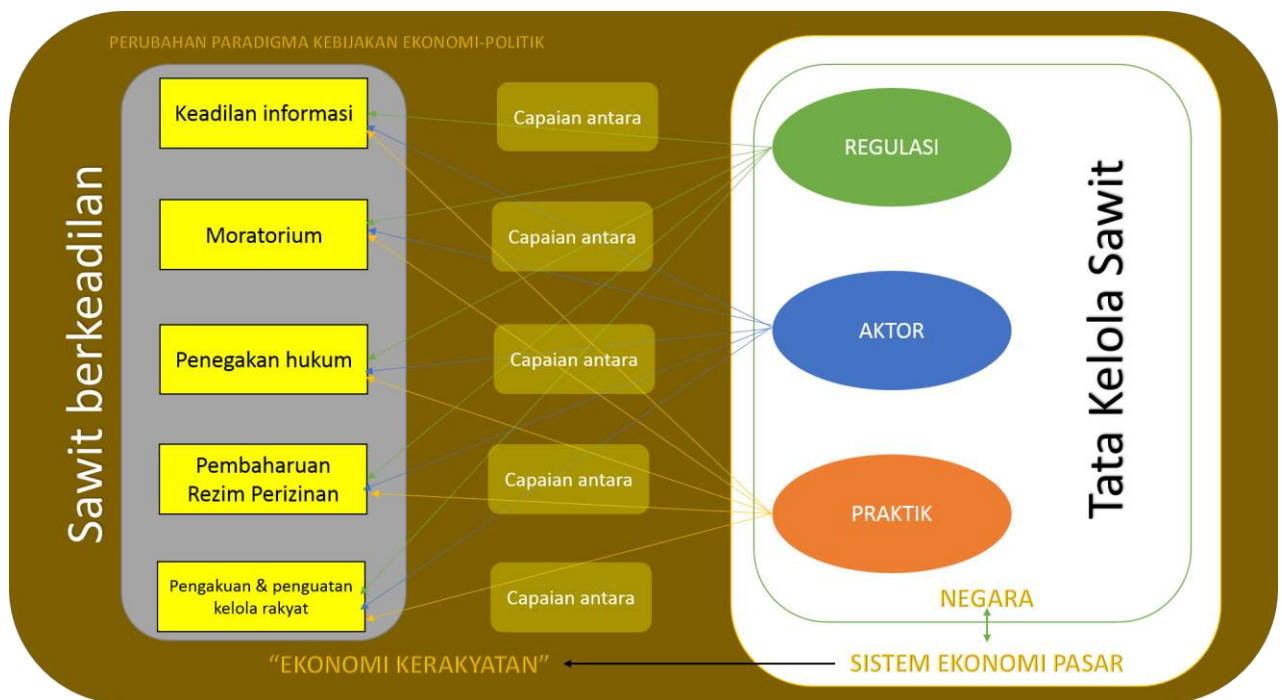 PERUBAHAN PARADIGMA KEBIJAKAN EKONOMI-POLITIK
Sawit berkeadilan
Keadilan informasi
Moratorium
Penegakan hukum
Pembaharuan
Rezim Perizinan
Pengakuan & penguatan
kelola rakyat
Capaian antara
Capaian antara
Capaian antara
Capaian antara
Capaian antara
REGULASI
AKTOR
PRAKTIK
Tata Kelola Sawit
NEGARA
“EKONOMI KERAKYATAN”
SISTEM EKONOMI PASAR